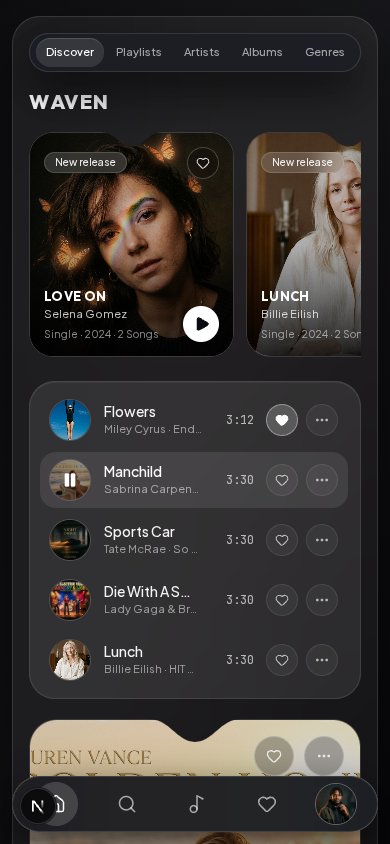 Discover Playlists Artists Albums Genres
WAVEN
New release
LOVE ON
Selena Gomez
Single · 2024 · 2 Songs
New release
LUNCH
Billie Eilish
Single · 2024 · 2 Son
Flowers
Miley Cyrus · End...
3:12
Manchild
Sabrina Carpen...
3:30
Sports Car
Tate McRae · So ...
3:30
Die With A S...
Lady Gaga & Br...
3:30
Lunch
Billie Eilish · HIT ...
3:30
UREN VANCE
N